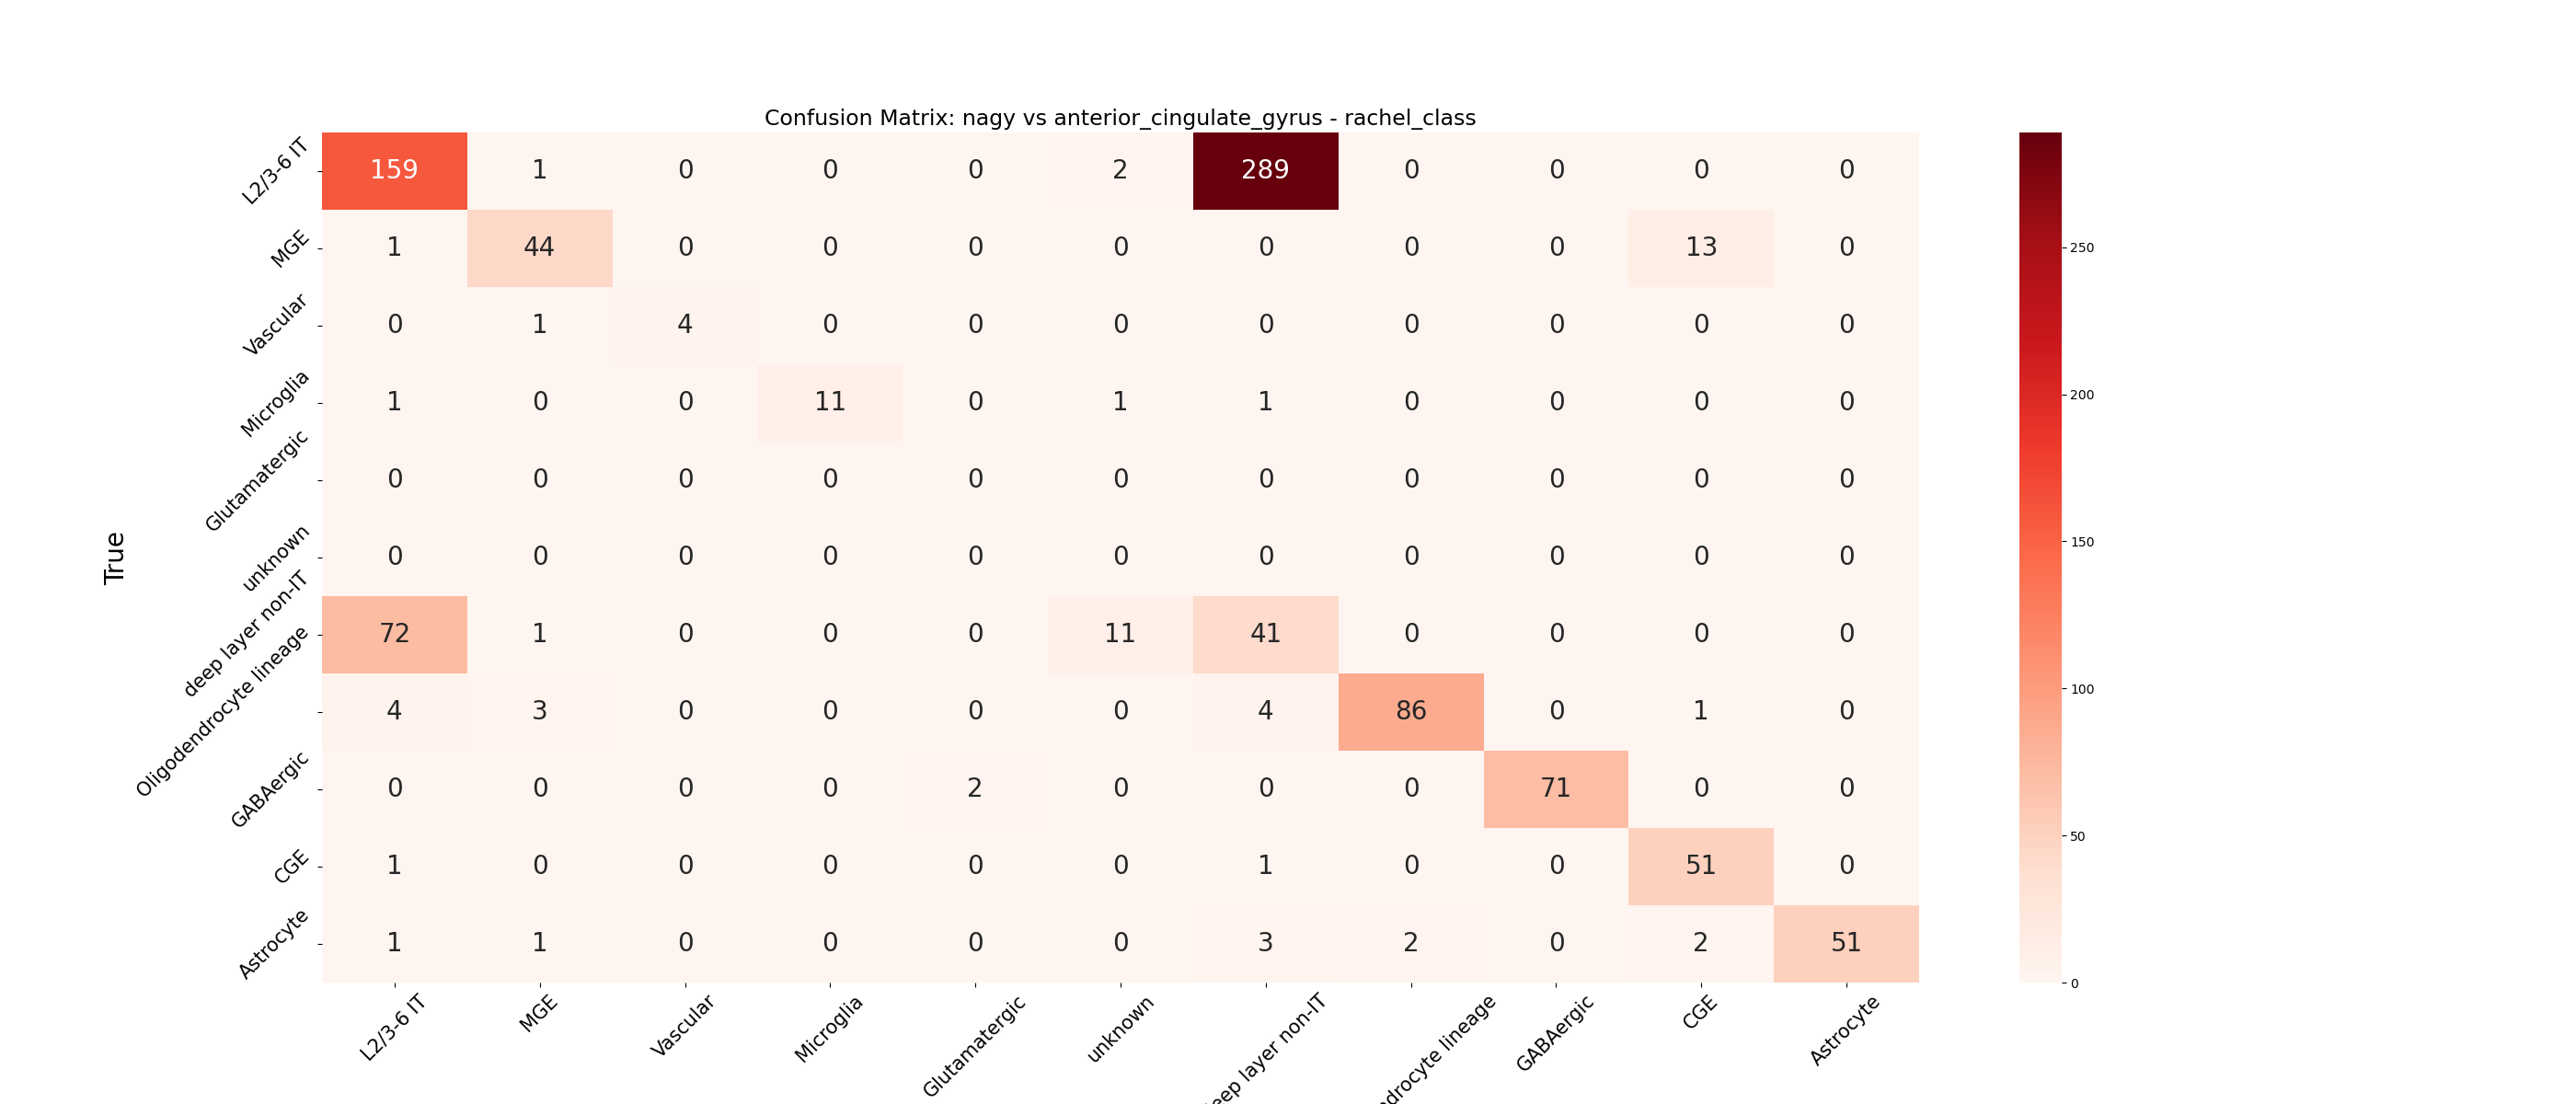 Confusion Matrix: nagy vs anterior_cingulate_gyrus - rachel_class
True
L2/3-6 IT 159 1 0 0 0 2 289 0 0 0 0
MGE 1 44 0 0 0 0 0 0 0 13 0
Vascular 0 1 4 0 0 0 0 0 0 0 0
Microglia 1 0 0 11 0 1 1 0 0 0 0
Glutamatergic 0 0 0 0 0 0 0 0 0 0 0
unknown 0 0 0 0 0 0 0 0 0 0 0
deep layer non-IT 72 1 0 0 0 11 41 0 0 0 0
Oligodendrocyte lineage 4 3 0 0 0 0 4 86 0 1 0
GABAergic 0 0 0 0 2 0 0 0 71 0 0
CGE 1 0 0 0 0 0 1 0 0 51 0
Astrocyte 1 1 0 0 0 0 3 2 0 2 51
L2/3-6 IT MGE Vascular Microglia Glutamatergic unknown eep layer non-IT ndrocyte lineage GABAergic CGE Astrocyte
250
200
150
100
50
0